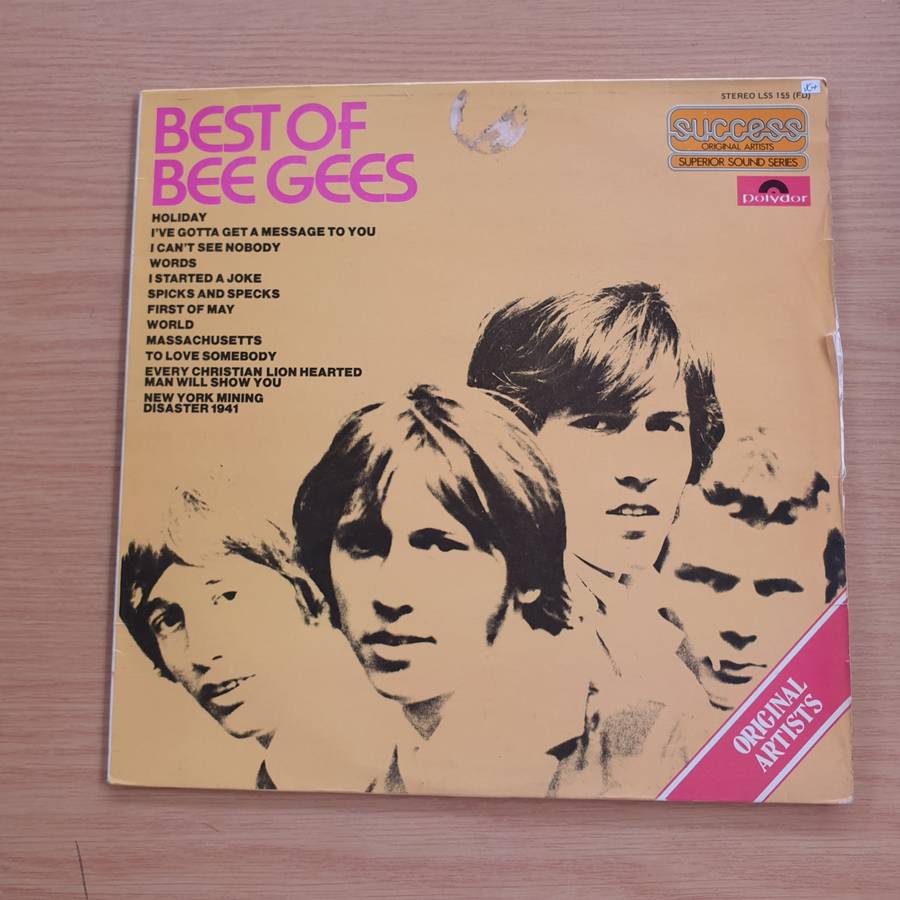 STEREO LSS 155 (FD)
success
ORIGINAL ARTISTS
SUPERIOR SOUND SERIES
polydor
BEST OF
BEE GEES
HOLIDAY
I'VE GOTTA GET A MESSAGE TO YOU
I CAN'T SEE NOBODY
WORDS
I STARTED A JOKE
SPICKS AND SPECKS
FIRST OF MAY
WORLD
MASSACHUSETTS
TO LOVE SOMEBODY
EVERY CHRISTIAN LION HEARTED
MAN WILL SHOW YOU
NEW YORK MINING
DISASTER 1941
ORIGINAL
ARTISTS